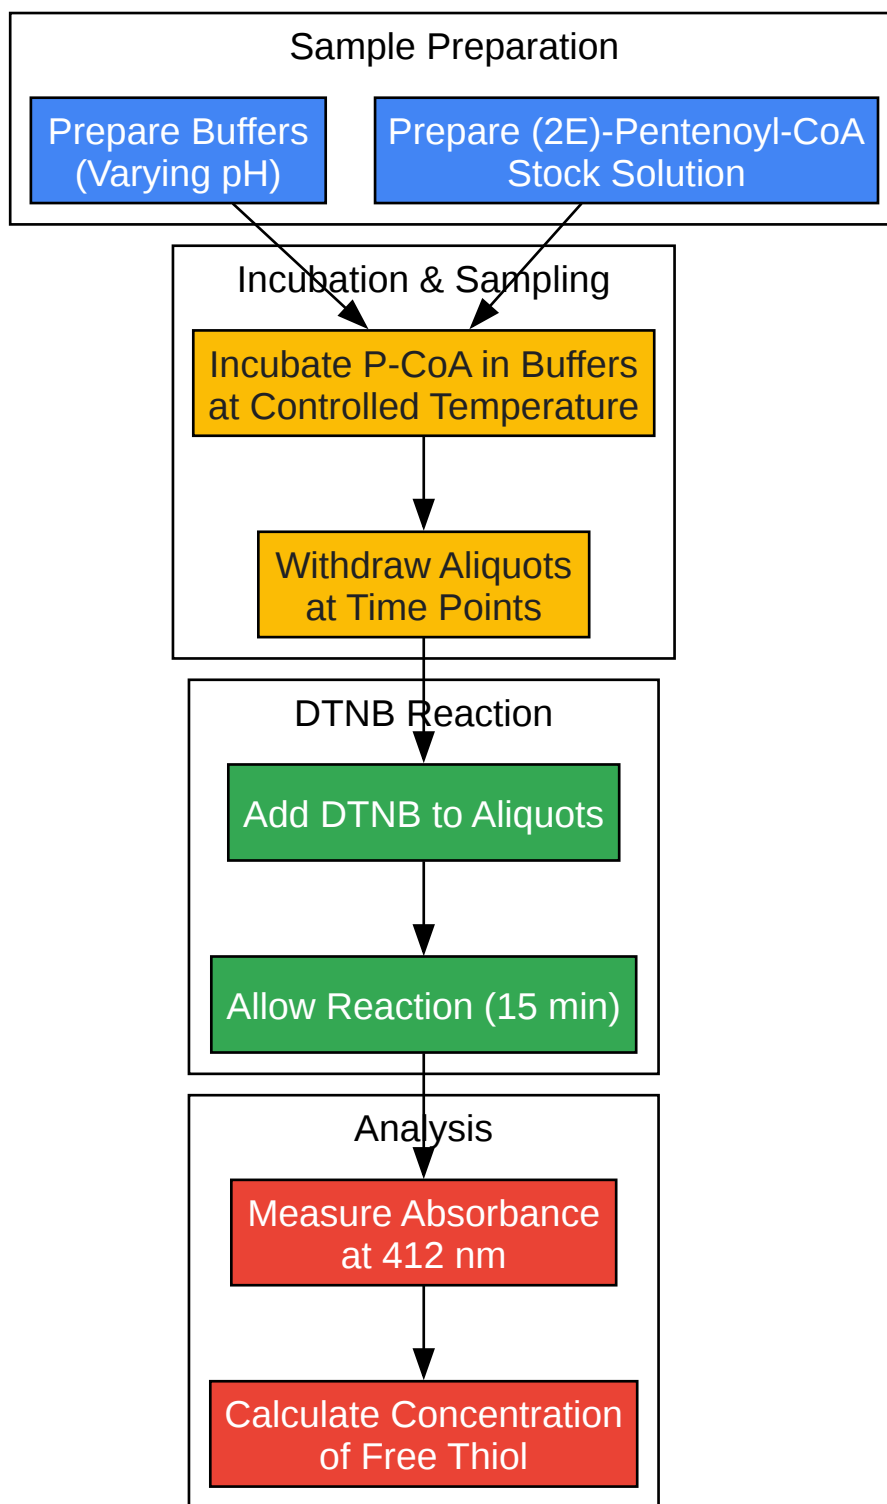 Sample Preparation
Prepare Buffers
(Varying pH)
Prepare (2E)-Pentenoyl-CoA
Stock Solution
Incubation & Sampling
Incubate P-CoA in Buffers
at Controlled Temperature
Withdraw Aliquots
at Time Points
DTNB Reaction
Add DTNB to Aliquots
Allow Reaction (15 min)
Analysis
Measure Absorbance
at 412 nm
Calculate Concentration
of Free Thiol